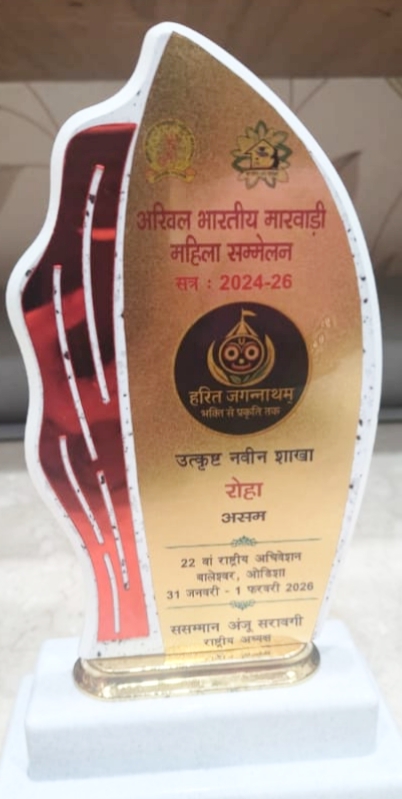 अखिल भारतीय मारवाड़ी
महिला सम्मेलन
सत्र : 2024-26
हरित जगन्नाथम्
भक्ति से प्रकृति तक
उत्कृष्ट नवीन शाखा
रोहा
असम
22 वां राष्ट्रीय अधिवेशन
बालेश्वर, ओडिशा
31 जनवरी - 1 फरवरी 2026
ससम्मान अंजू सरावगी
राष्ट्रीय अध्यक्ष